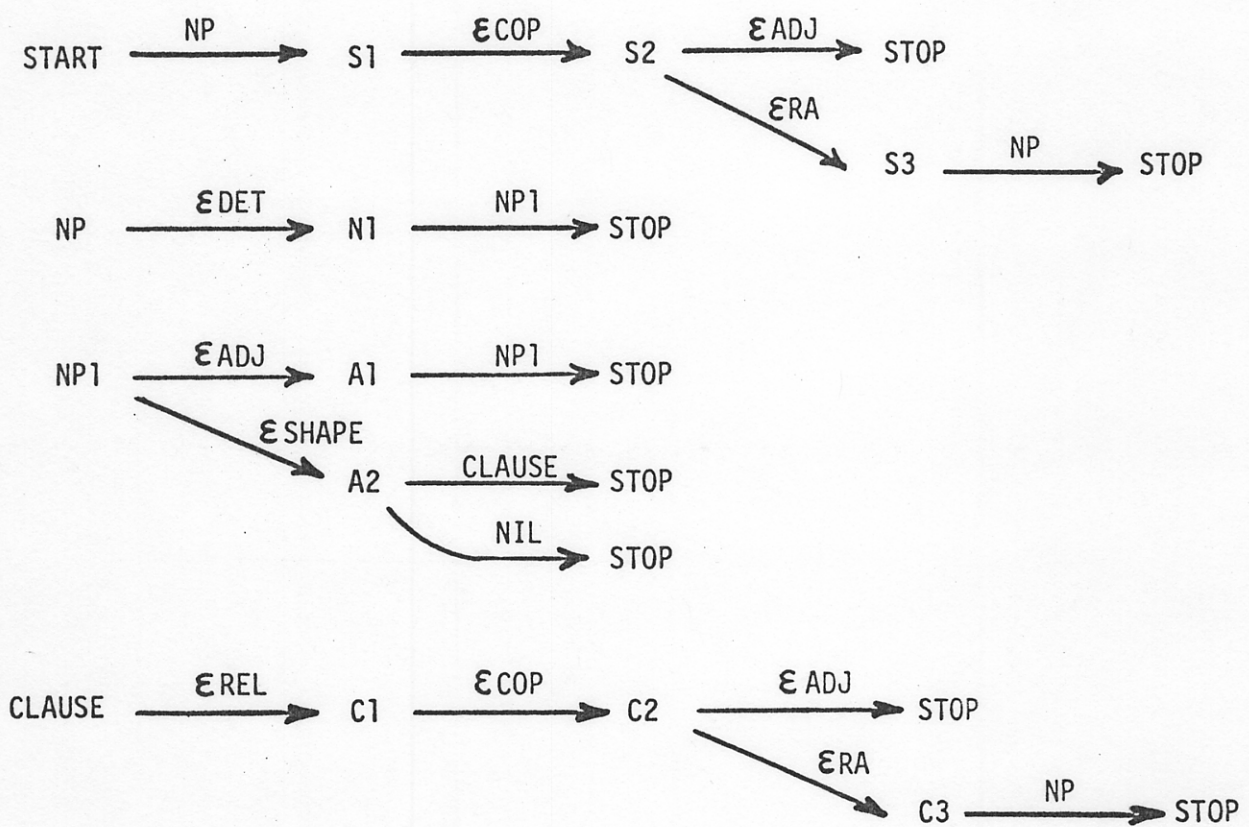 NP εCOP εADJ
START S1 S2 STOP
εRA
S3 NP STOP
εDET NP1
NP N1 STOP
εADJ NP1
NP1 A1 STOP
εSHAPE
A2 CLAUSE STOP
NIL
STOP
εREL εCOP εADJ
CLAUSE C1 C2 STOP
εRA
C3 NP STOP